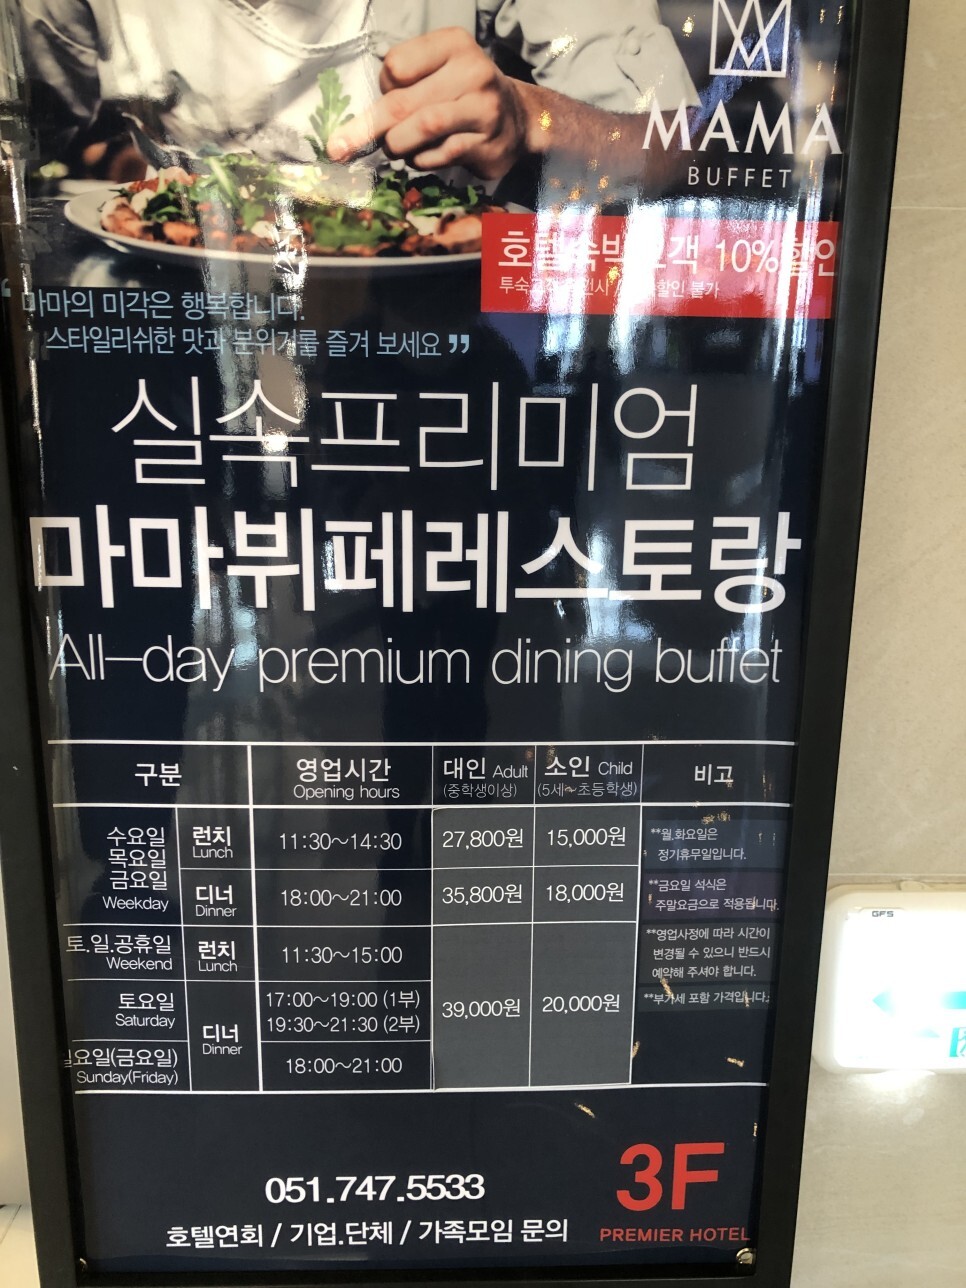 MAMA
BUFFET
호텔숙박고객 10%할인
할인 불가
마마의 미각은 행복합니다.
스타일리쉬한 맛과 분위기를 즐겨 보세요 ”
실속프리미엄
마마뷔페레스토랑
All-day premium dining buffet
구분 영업시간 대인 Adult 소인 Child 비고
Opening hours (중학생이상) (5세~초등학생)
수요일
목요일
금요일
Weekday
런치
Lunch
11:30~14:30 27,800원 15,000원
디너
Dinner
18:00~21:00 35,800원 18,000원
토.일.공휴일
Weekend
런치
Lunch
11:30~15:00
토요일
Saturday
디너
Dinner
17:00~19:00 (1부)
19:30~21:30 (2부)
39,000원 20,000원
일요일(금요일)
Sunday(Friday)
18:00~21:00
**월,화요일은
정기휴무일입니다.
**금요일 석식은
주말요금으로 적용됩니다.
**영업사정에 따라 시간이
변경될 수 있으니 반드시
예약해 주셔야 합니다.
**부가세 포함 가격입니다.
051.747.5533
호텔연회 / 기업.단체 / 가족모임 문의
3F
PREMIER HOTEL
GFS